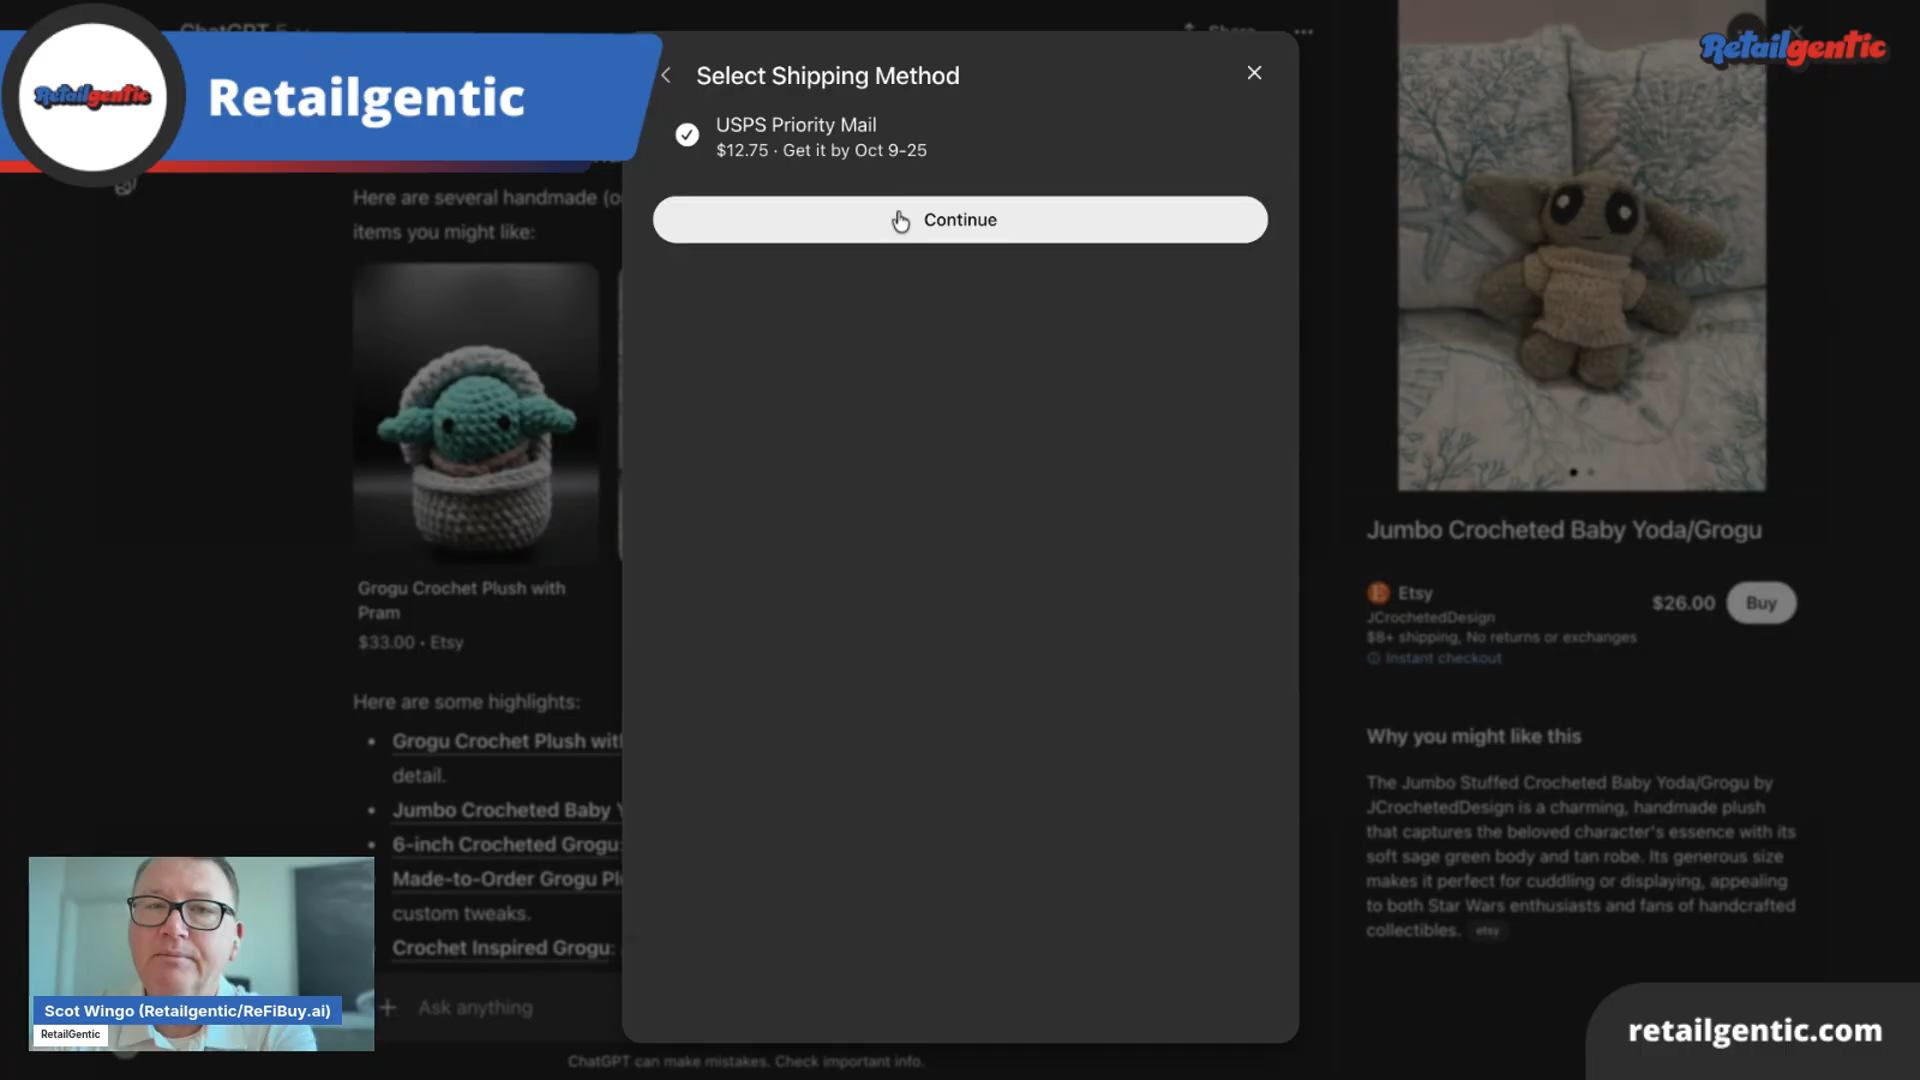 ChatGPT 5
Share
Retailgentic
Retailgentic
Retailgentic
Select Shipping Method
USPS Priority Mail
$12.75 · Get it by Oct 9-25
Continue
Here are several handmade (o
items you might like:
Grogu Crochet Plush with
Pram
$33.00 · Etsy
Here are some highlights:
• Grogu Crochet Plush wit
detail.
• Jumbo Crocheted Baby Y
• 6-inch Crocheted Grogu:
Made-to-Order Grogu Pl
custom tweaks.
Crochet Inspired Grogu:
Ask anything
ChatGPT can make mistakes. Check important info.
Jumbo Crocheted Baby Yoda/Grogu
E Etsy
JCrochetedDesign
$8+ shipping, No returns or exchanges
Instant checkout
$26.00
Buy
Why you might like this
The Jumbo Stuffed Crocheted Baby Yoda/Grogu by
JCrochetedDesign is a charming, handmade plush
that captures the beloved character's essence with its
soft sage green body and tan robe. Its generous size
makes it perfect for cuddling or displaying, appealing
to both Star Wars enthusiasts and fans of handcrafted
collectibles. etsy
Scot Wingo (Retailgentic/ReFiBuy.ai)
RetailGentic
retailgentic.com